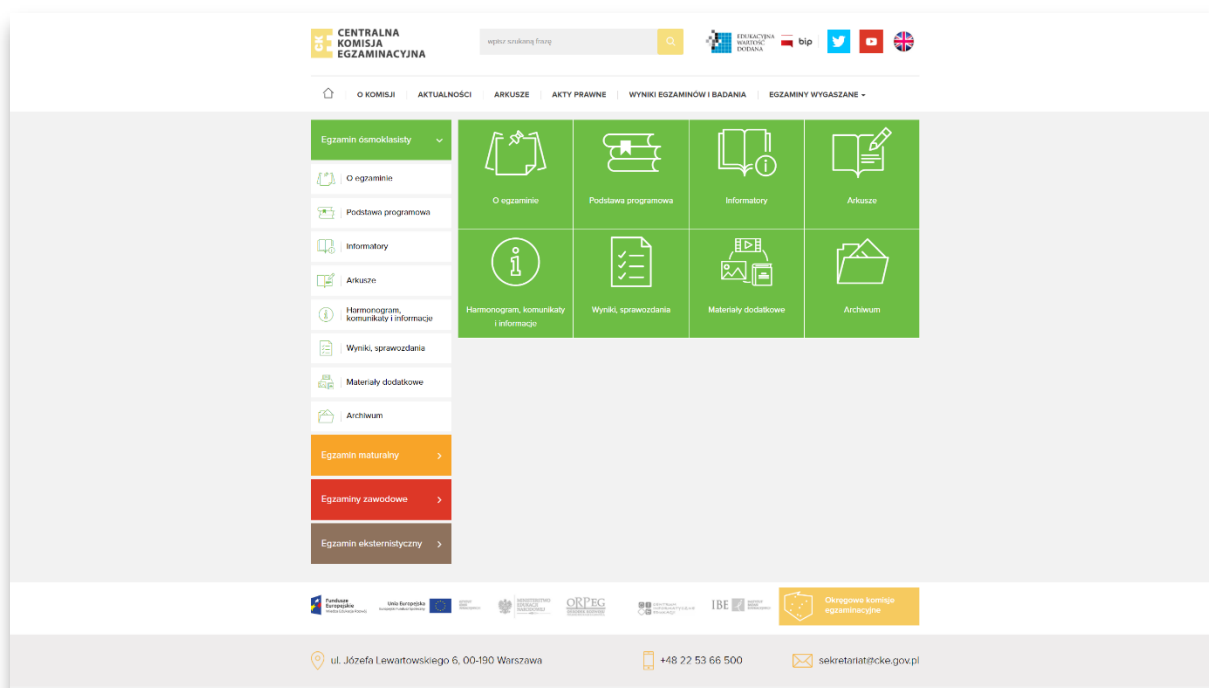 CENTRALNA
KOMISJA
EGZAMINACYJNA
wpisz szukaną frazę
EDUKACYJNA
WARTOŚĆ
DODANA
bip
O KOMISJI
AKTUALNOŚCI
ARKUSZE
AKTY PRAWNE
WYNIKI EGZAMINÓW I BADANIA
EGZAMINY WYGASZANE
Egzamin ósmoklasisty
O egzaminie
Podstawa programowa
Informatory
Arkusze
Harmonogram,
komunikaty i informacje
Wyniki, sprawozdania
Materiały dodatkowe
Archiwum
Egzamin maturalny
Egzaminy zawodowe
Egzamin eksternistyczny
O egzaminie
Podstawa programowa
Informatory
Arkusze
Harmonogram, komunikaty
i informacje
Wyniki, sprawozdania
Materiały dodatkowe
Archiwum
Fundusze
Europejskie
Unia Europejska
MINISTERSTWO
EDUKACJI
NARODOWEJ
ORPEG
IBE
Okręgowe komisje
egzaminacyjne
ul. Józefa Lewartowskiego 6, 00-190 Warszawa
+48 22 53 66 500
sekretariat@cke.gov.pl